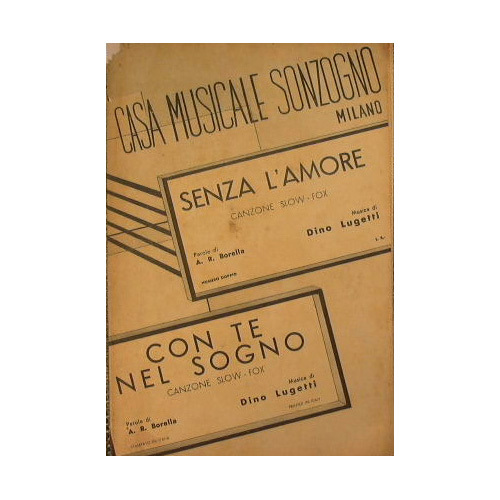 CASA MUSICALE SONZOGNO
MILANO
SENZA L'AMORE
CANZONE SLOW-FOX
Parole di
A. R. Borella
Musica di
Dino Lugetti
CON TE
NEL SOGNO
CANZONE SLOW-FOX
Parole di
A. R. Borella
Musica di
Dino Lugetti